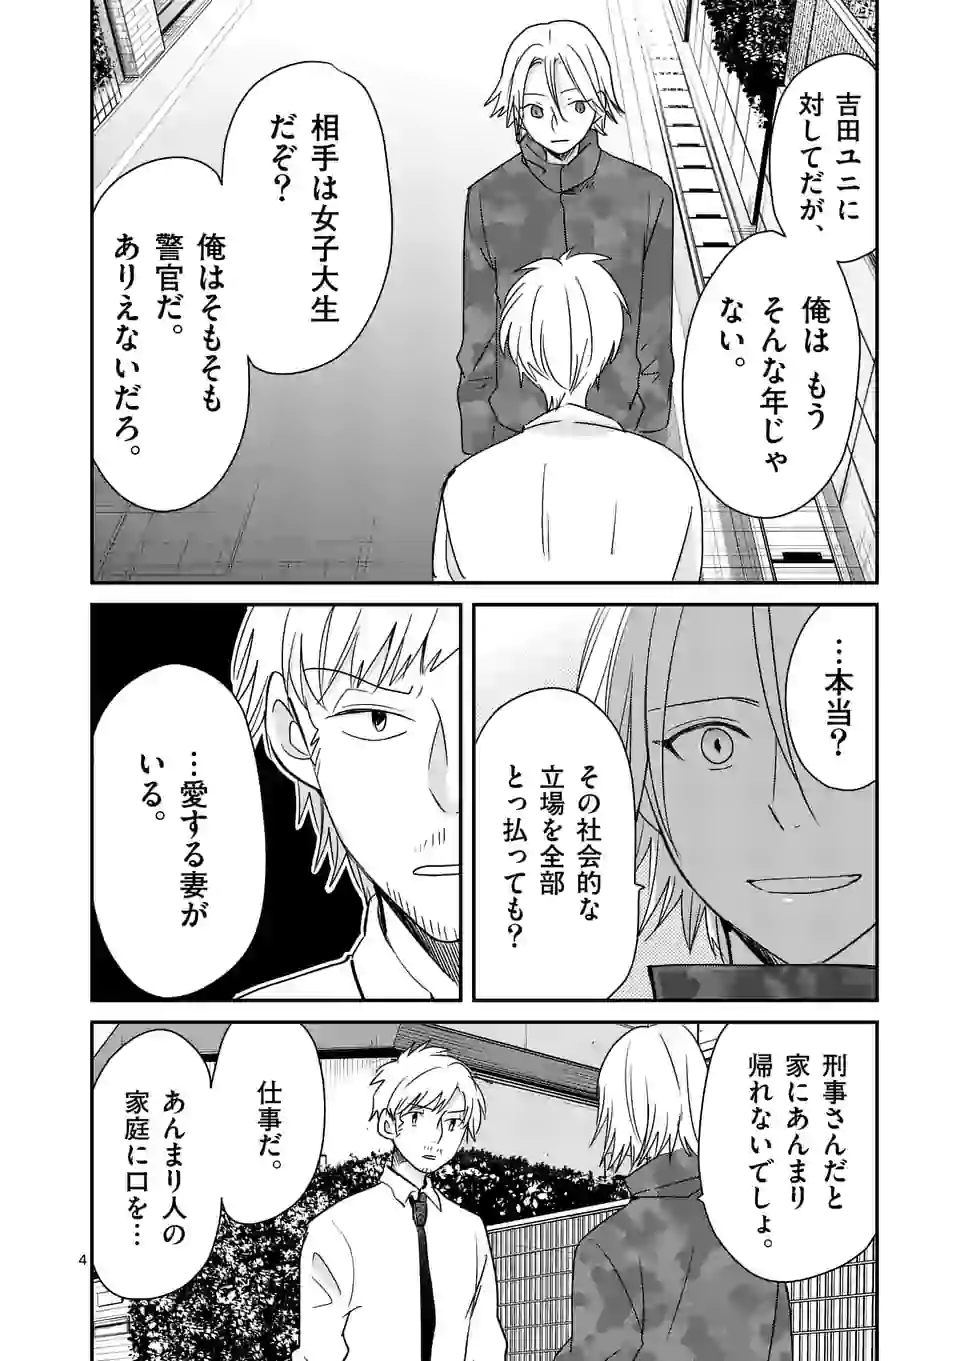 吉田ユニに
対してだが、
俺は もう
そんな年じゃ
ない。
相手は女子大生
だぞ?
俺はそもそも
警官だ。
ありえないだろ。
…本当?
その社会的な
立場を全部
とっ払っても?
…愛する妻が
いる。
刑事さんだと
家にあんまり
帰れないでしょ。
仕事だ。
あんまり人の
家庭に口を…
4